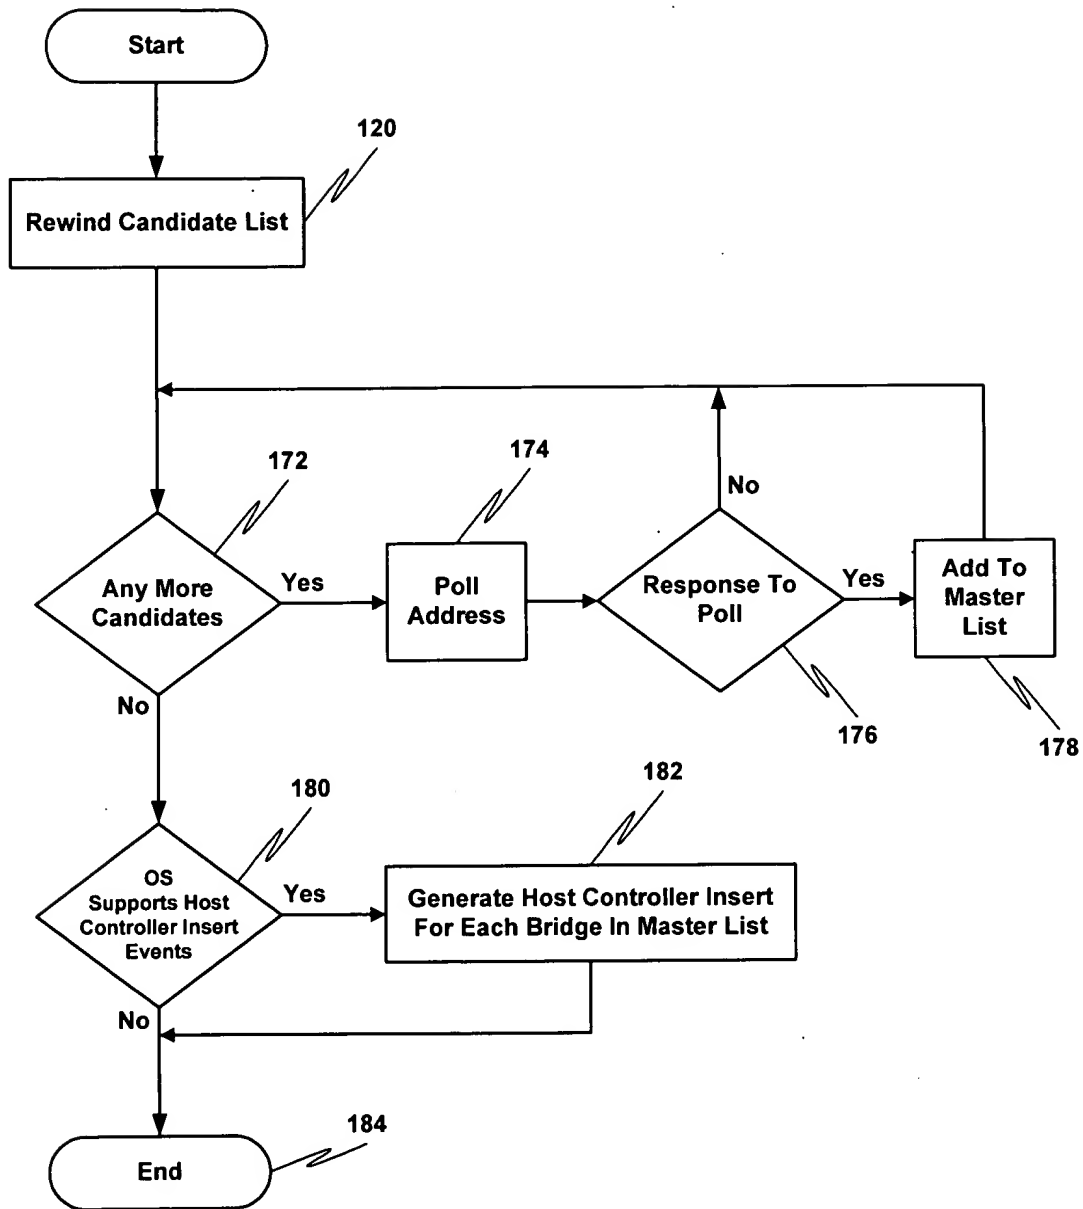 Start
120
Rewind Candidate List
172
174
No
Any More
Candidates
Yes
Poll
Address
Response To
Poll
Yes
Add To
Master
List
No
176
178
180
182
OS
Supports Host
Controller Insert
Events
Yes
Generate Host Controller Insert
For Each Bridge In Master List
No
184
End